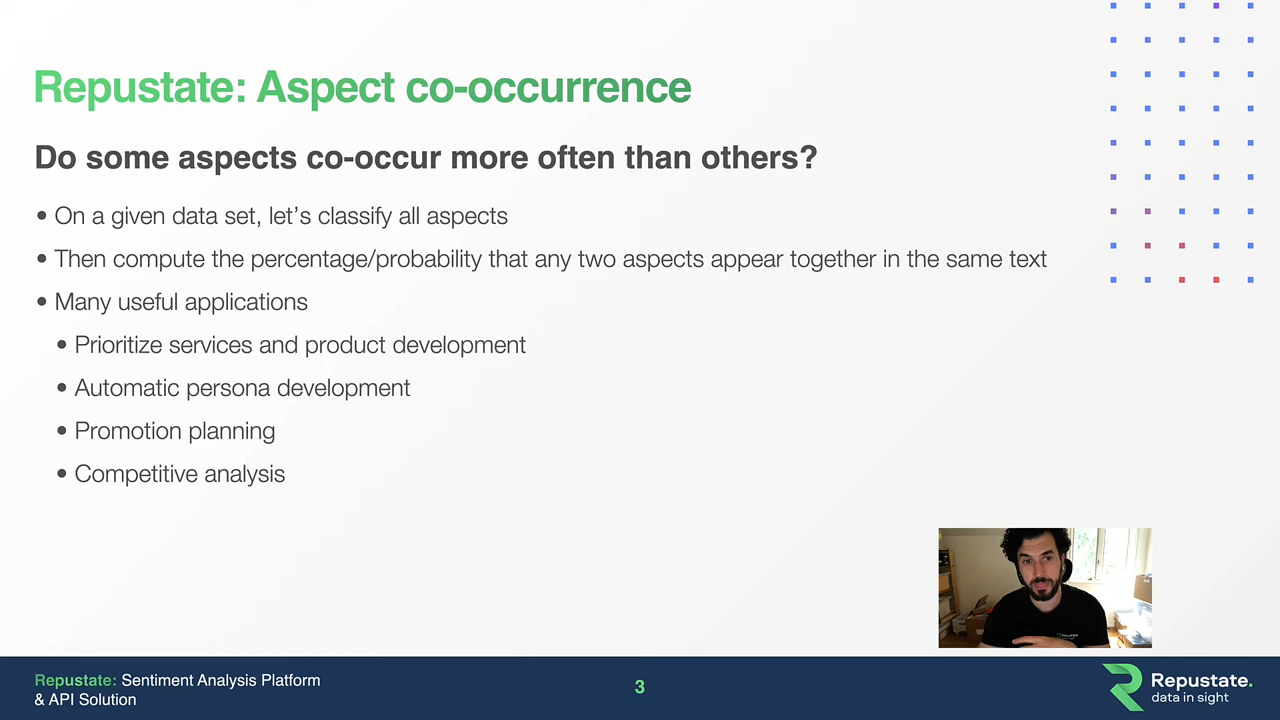 Repustate: Aspect co-occurrence
Do some aspects co-occur more often than others?
• On a given data set, let's classify all aspects
• Then compute the percentage/probability that any two aspects appear together in the same text
• Many useful applications
• Prioritize services and product development
• Automatic persona development
• Promotion planning
• Competitive analysis
Repustate: Sentiment Analysis Platform
& API Solution
3
Repustate.
data in sight